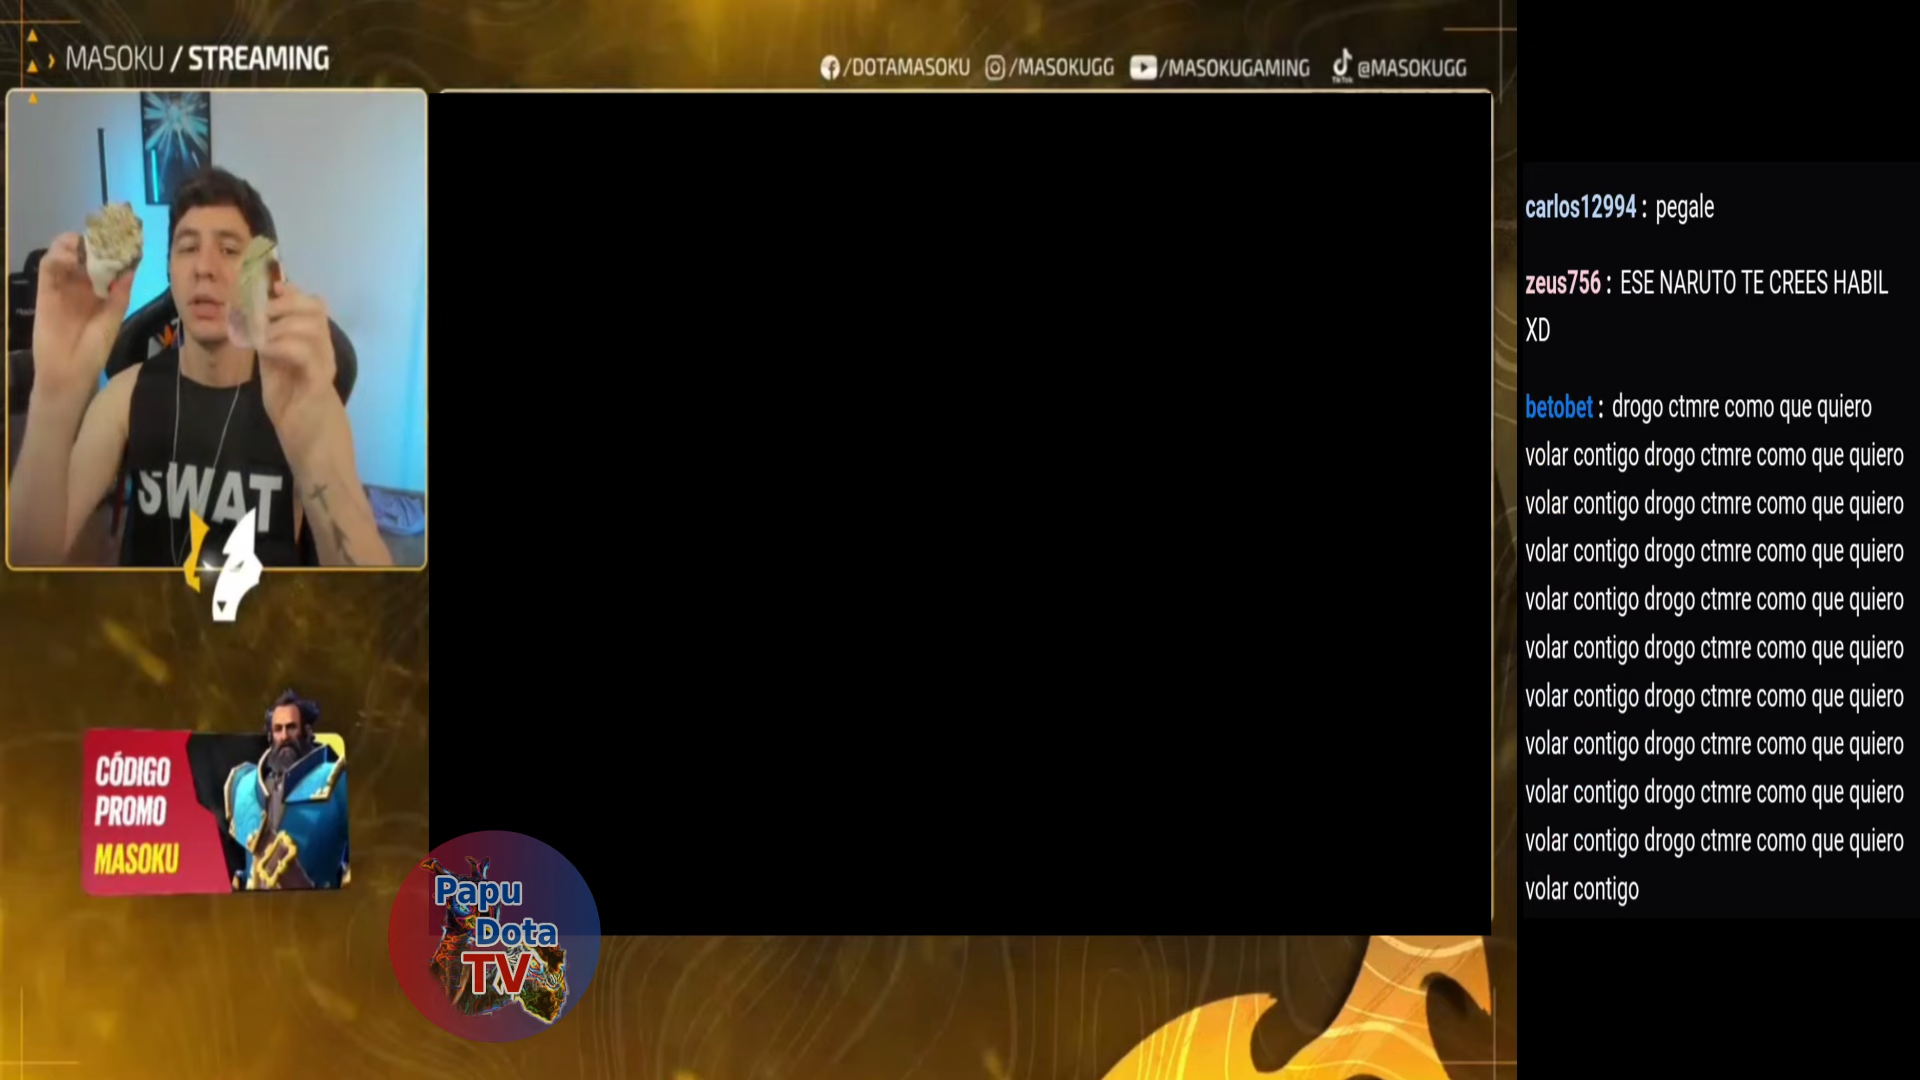 MASOKU / STREAMING
/DOTAMASOKU /MASOKUGG /MASOKUGAMING @MASOKUGG
SWAT
CÓDIGO
PROMO
MASOKU
Papu
Dota
TV
carlos12994 : pegale
zeus756 : ESE NARUTO TE CREES HABIL
XD
betobet : drogo ctmre como que quiero
volar contigo drogo ctmre como que quiero
volar contigo drogo ctmre como que quiero
volar contigo drogo ctmre como que quiero
volar contigo drogo ctmre como que quiero
volar contigo drogo ctmre como que quiero
volar contigo drogo ctmre como que quiero
volar contigo drogo ctmre como que quiero
volar contigo drogo ctmre como que quiero
volar contigo drogo ctmre como que quiero
volar contigo